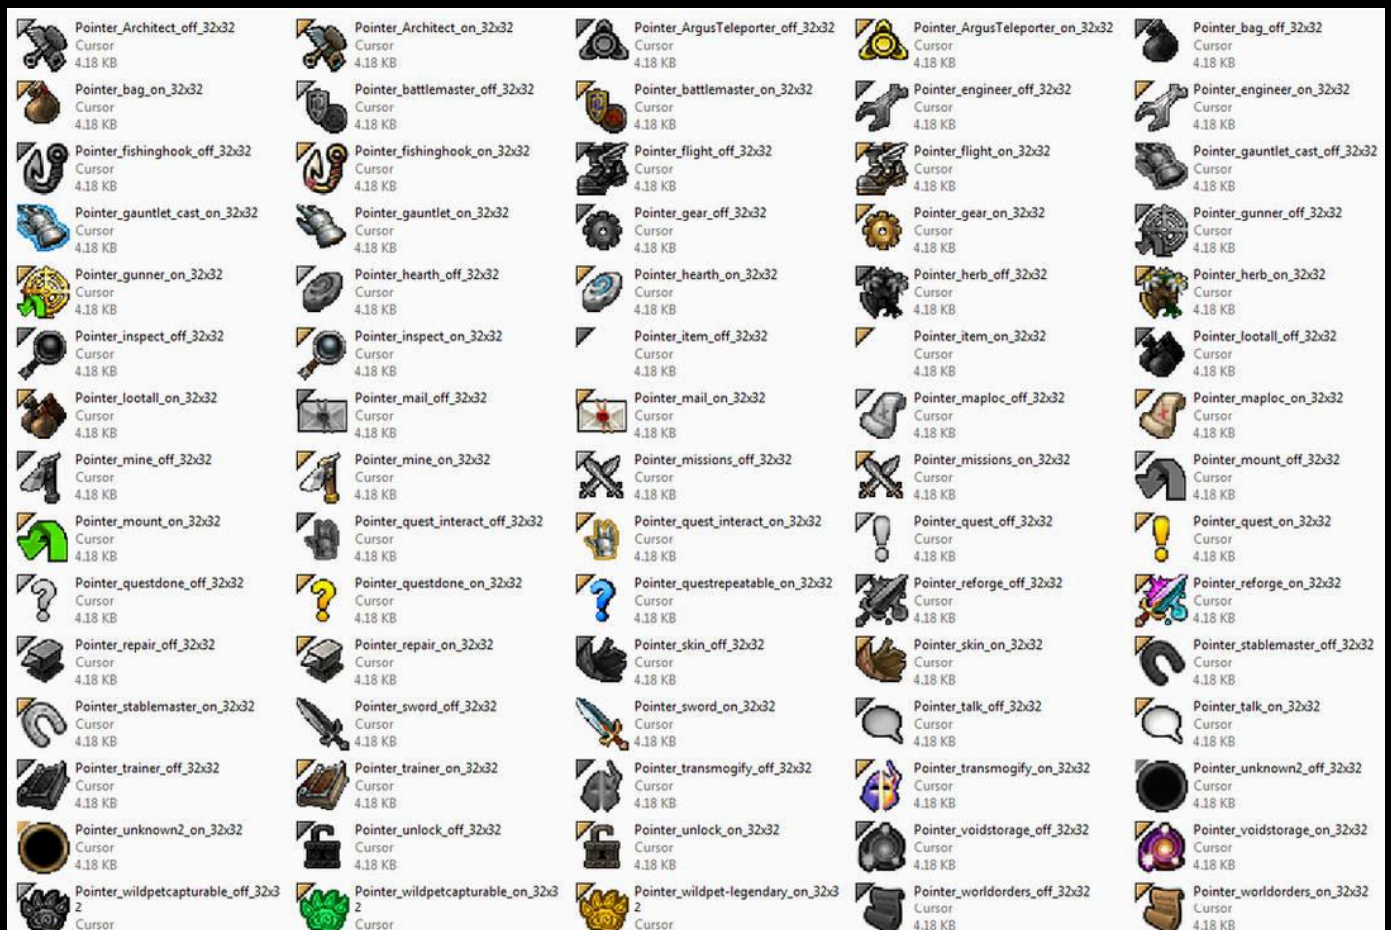 Pointer_Architect_off_32x32
Cursor
4.18 KB
Pointer_Architect_on_32x32
Cursor
4.18 KB
Pointer_ArgusTeleporter_off_32x32
Cursor
4.18 KB
Pointer_ArgusTeleporter_on_32x32
Cursor
4.18 KB
Pointer_bag_off_32x32
Cursor
4.18 KB
Pointer_bag_on_32x32
Cursor
4.18 KB
Pointer_battlemaster_off_32x32
Cursor
4.18 KB
Pointer_battlemaster_on_32x32
Cursor
4.18 KB
Pointer_engineer_off_32x32
Cursor
4.18 KB
Pointer_engineer_on_32x32
Cursor
4.18 KB
Pointer_fishinghook_off_32x32
Cursor
4.18 KB
Pointer_fishinghook_on_32x32
Cursor
4.18 KB
Pointer_flight_off_32x32
Cursor
4.18 KB
Pointer_flight_on_32x32
Cursor
4.18 KB
Pointer_gauntlet_cast_off_32x32
Cursor
4.18 KB
Pointer_gauntlet_cast_on_32x32
Cursor
4.18 KB
Pointer_gauntlet_on_32x32
Cursor
4.18 KB
Pointer_gear_off_32x32
Cursor
4.18 KB
Pointer_gear_on_32x32
Cursor
4.18 KB
Pointer_gunner_off_32x32
Cursor
4.18 KB
Pointer_gunner_on_32x32
Cursor
4.18 KB
Pointer_hearth_off_32x32
Cursor
4.18 KB
Pointer_hearth_on_32x32
Cursor
4.18 KB
Pointer_herb_off_32x32
Cursor
4.18 KB
Pointer_herb_on_32x32
Cursor
4.18 KB
Pointer_inspect_off_32x32
Cursor
4.18 KB
Pointer_inspect_on_32x32
Cursor
4.18 KB
Pointer_item_off_32x32
Cursor
4.18 KB
Pointer_item_on_32x32
Cursor
4.18 KB
Pointer_lootall_off_32x32
Cursor
4.18 KB
Pointer_lootall_on_32x32
Cursor
4.18 KB
Pointer_mail_off_32x32
Cursor
4.18 KB
Pointer_mail_on_32x32
Cursor
4.18 KB
Pointer_maploc_off_32x32
Cursor
4.18 KB
Pointer_maploc_on_32x32
Cursor
4.18 KB
Pointer_mine_off_32x32
Cursor
4.18 KB
Pointer_mine_on_32x32
Cursor
4.18 KB
Pointer_missions_off_32x32
Cursor
4.18 KB
Pointer_missions_on_32x32
Cursor
4.18 KB
Pointer_mount_off_32x32
Cursor
4.18 KB
Pointer_mount_on_32x32
Cursor
4.18 KB
Pointer_quest_interact_off_32x32
Cursor
4.18 KB
Pointer_quest_interact_on_32x32
Cursor
4.18 KB
Pointer_quest_off_32x32
Cursor
4.18 KB
Pointer_quest_on_32x32
Cursor
4.18 KB
Pointer_questdone_off_32x32
Cursor
4.18 KB
Pointer_questdone_on_32x32
Cursor
4.18 KB
Pointer_questrepeatable_on_32x32
Cursor
4.18 KB
Pointer_reforge_off_32x32
Cursor
4.18 KB
Pointer_reforge_on_32x32
Cursor
4.18 KB
Pointer_repair_off_32x32
Cursor
4.18 KB
Pointer_repair_on_32x32
Cursor
4.18 KB
Pointer_skin_off_32x32
Cursor
4.18 KB
Pointer_skin_on_32x32
Cursor
4.18 KB
Pointer_stablemaster_off_32x32
Cursor
4.18 KB
Pointer_stablemaster_on_32x32
Cursor
4.18 KB
Pointer_sword_off_32x32
Cursor
4.18 KB
Pointer_sword_on_32x32
Cursor
4.18 KB
Pointer_talk_off_32x32
Cursor
4.18 KB
Pointer_talk_on_32x32
Cursor
4.18 KB
Pointer_trainer_off_32x32
Cursor
4.18 KB
Pointer_trainer_on_32x32
Cursor
4.18 KB
Pointer_transmogify_off_32x32
Cursor
4.18 KB
Pointer_transmogify_on_32x32
Cursor
4.18 KB
Pointer_unknown2_off_32x32
Cursor
4.18 KB
Pointer_unknown2_on_32x32
Cursor
4.18 KB
Pointer_unlock_off_32x32
Cursor
4.18 KB
Pointer_unlock_on_32x32
Cursor
4.18 KB
Pointer_voidstorage_off_32x32
Cursor
4.18 KB
Pointer_voidstorage_on_32x32
Cursor
4.18 KB
Pointer_wildpetcapturable_off_32x3
2
Cursor
Pointer_wildpetcapturable_on_32x3
2
Cursor
Pointer_wildpet-legendary_on_32x3
2
Cursor
Pointer_worldorders_off_32x32
Cursor
4.18 KB
Pointer_worldorders_on_32x32
Cursor
4.18 KB